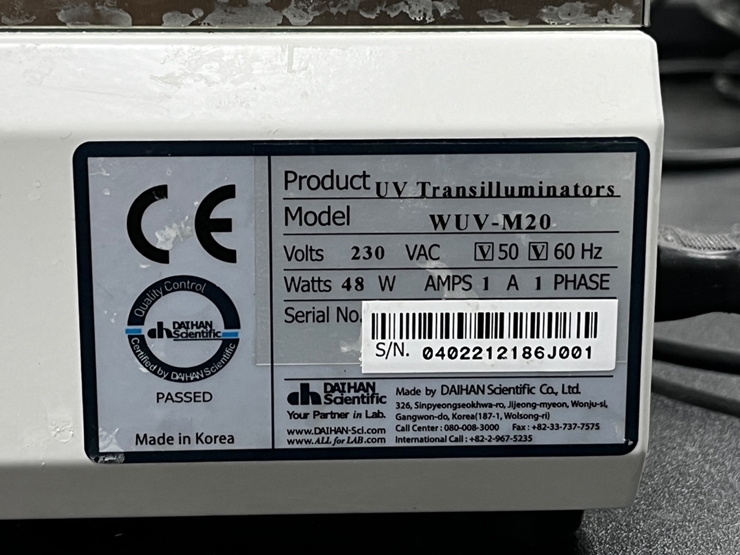 CE
Quality Control
DAIHAN
Scientific
Certified by DAIHAN Scientific
PASSED
Made in Korea
Product UV Transilluminators
Model WUV-M20
Volts 230 VAC V 50 V 60 Hz
Watts 48 W AMPS 1 A 1 PHASE
Serial No.
S/N. 0402212186J001
dh DAIHAN Scientific
Your Partner in Lab.
www.DAIHAN-Sci.com
www.ALL for LAB.com
Made by DAIHAN Scientific Co., Ltd.
326, Sinpyeongseokhwa-ro, Jijeong-myeon, Wonju-si,
Gangwon-do, Korea(187-1, Wolsong-ri)
Call Center : 080-008-3000 Fax : +82-33-737-7575
International Call : +82-2-967-5235